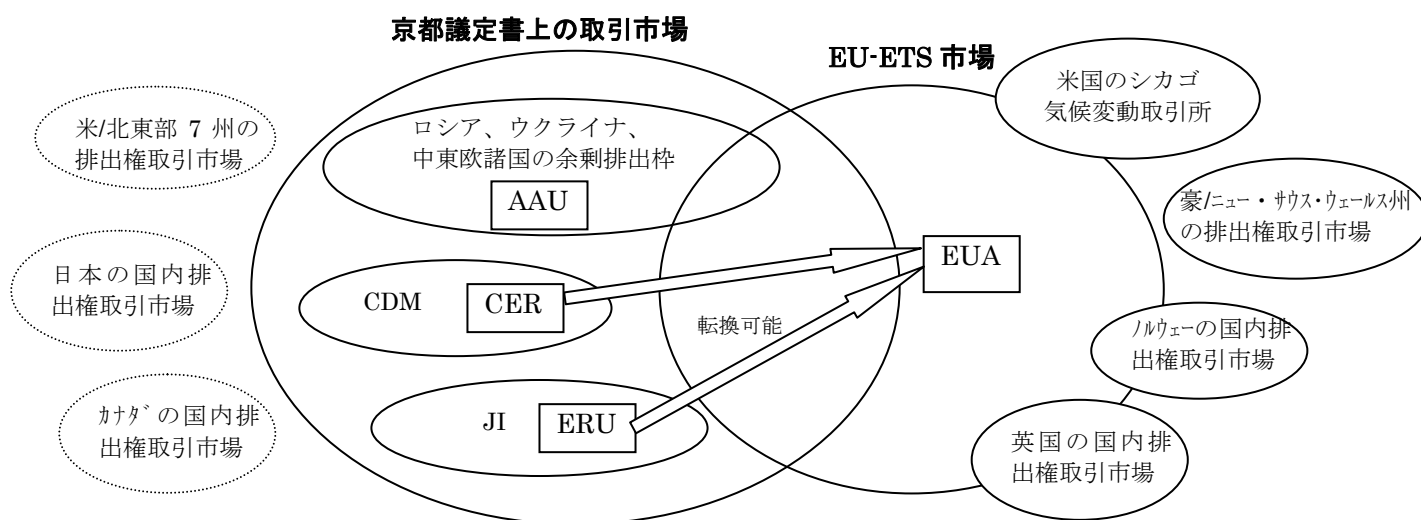 京都議定書上の取引市場
EU-ETS 市場
米/北東部 7 州の
排出権取引市場
日本の国内排
出権取引市場
ｶﾅﾀﾞの国内排
出権取引市場
ロシア、ウクライナ、
中東欧諸国の余剰排出枠
AAU
CDM
CER
JI
ERU
転換可能
EUA
米国のシカゴ
気候変動取引所
豪/ﾆｭｰ・ｻｳｽ・ｳｪｰﾙｽ州
の排出権取引市場
ﾉﾙｳｪｰの国内排
出権取引市場
英国の国内排
出権取引市場